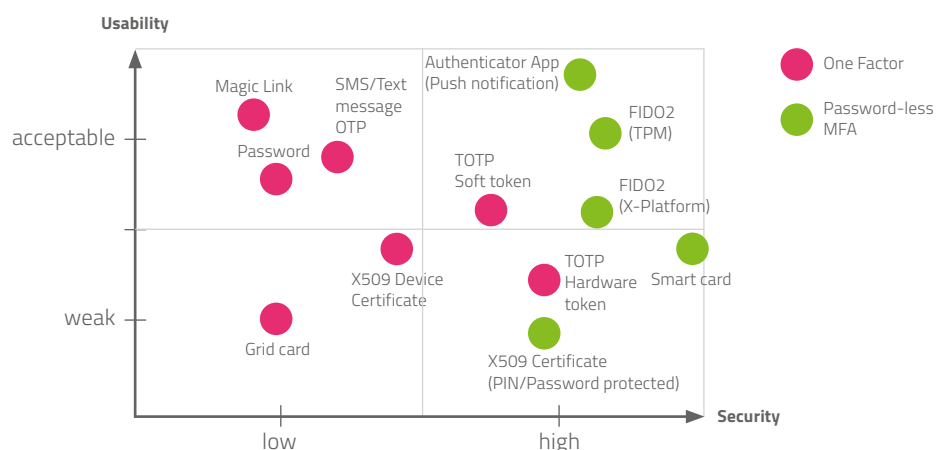 Usability
Authenticator App
(Push notification)
One Factor
Magic Link
SMS/Text
message
OTP
Password-less
MFA
FIDO2
(TPM)
acceptable
Password
TOTP
Soft token
FIDO2
(X-Platform)
X509 Device
Certificate
TOTP
Hardware
token
Smart card
weak
Grid card
X509 Certificate
(PIN/Password protected)
Security
low
high